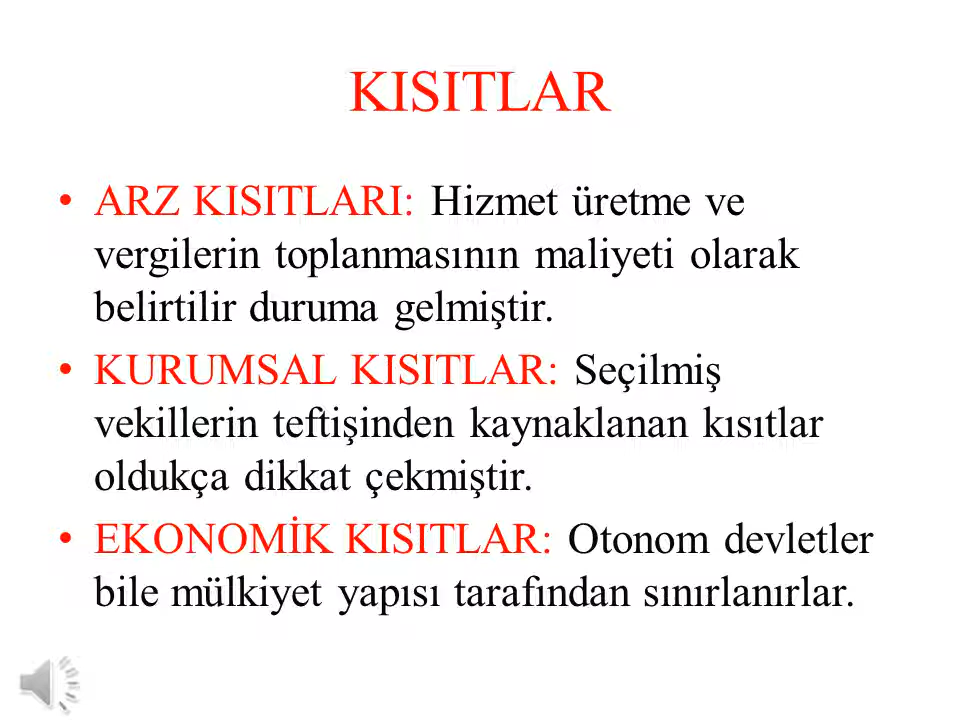 KISITLAR
• ARZ KISITLARI: Hizmet üretme ve
vergilerin toplanmasının maliyeti olarak
belirtilir duruma gelmiştir.
• KURUMSAL KISITLAR: Seçilmiş
vekillerin teftişinden kaynaklanan kısıtlar
oldukça dikkat çekmiştir.
• EKONOMİK KISITLAR: Otonom devletler
bile mülkiyet yapısı tarafından sınırlanırlar.